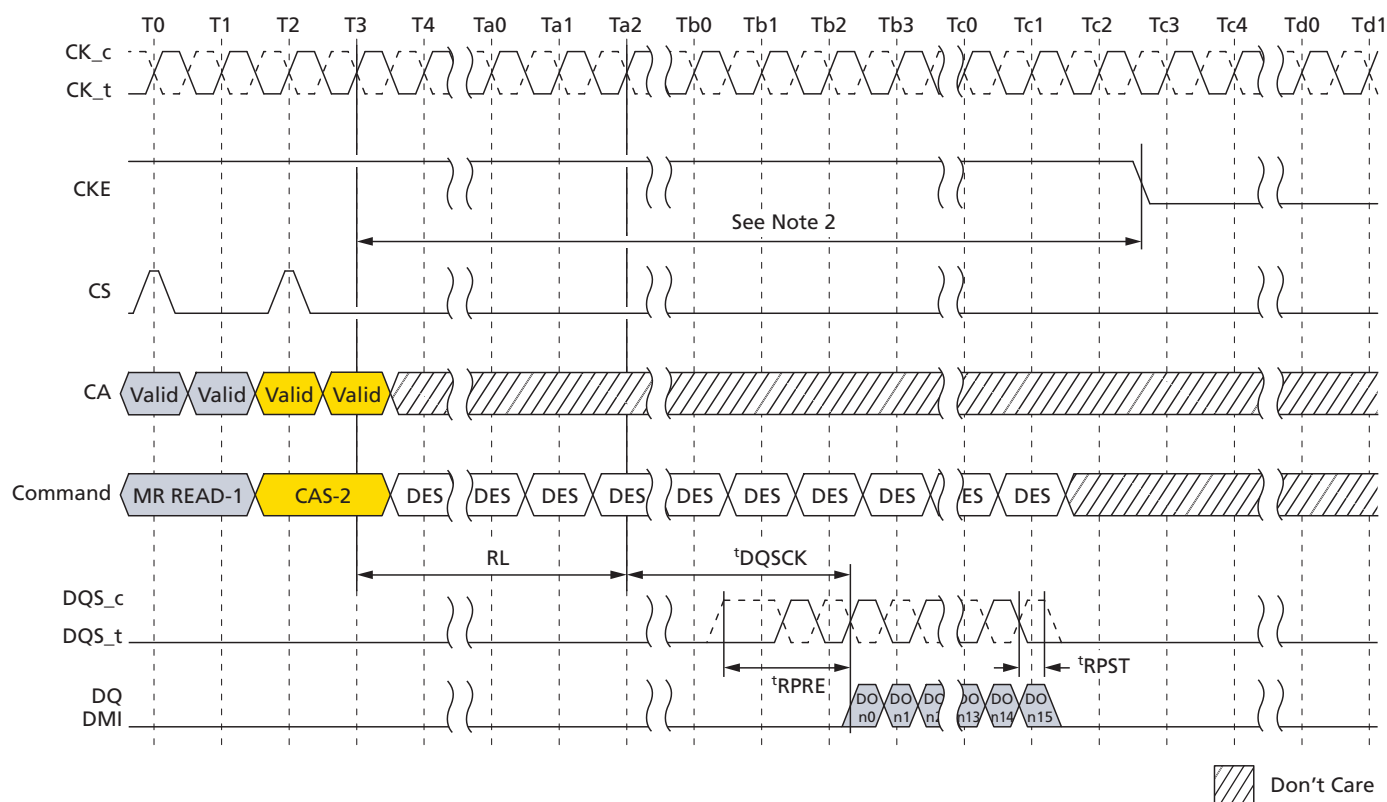 T0 T1 T2 T3 T4 Ta0 Ta1 Ta2 Tb0 Tb1 Tb2 Tb3 Tc0 Tc1 Tc2 Tc3 Tc4 Td0 Td1
CK_c
CK_t
CKE
See Note 2
CS
CA Valid Valid Valid Valid
Command MR READ-1 CAS-2 DES DES DES DES DES DES DES DES ES DES
RL tDQSCK
DQS_c
DQS_t
tRPRE tRPST
DQ DO DO DO DO DO DO
DMI n0 n1 n2 n13 n14 n15
Don't Care